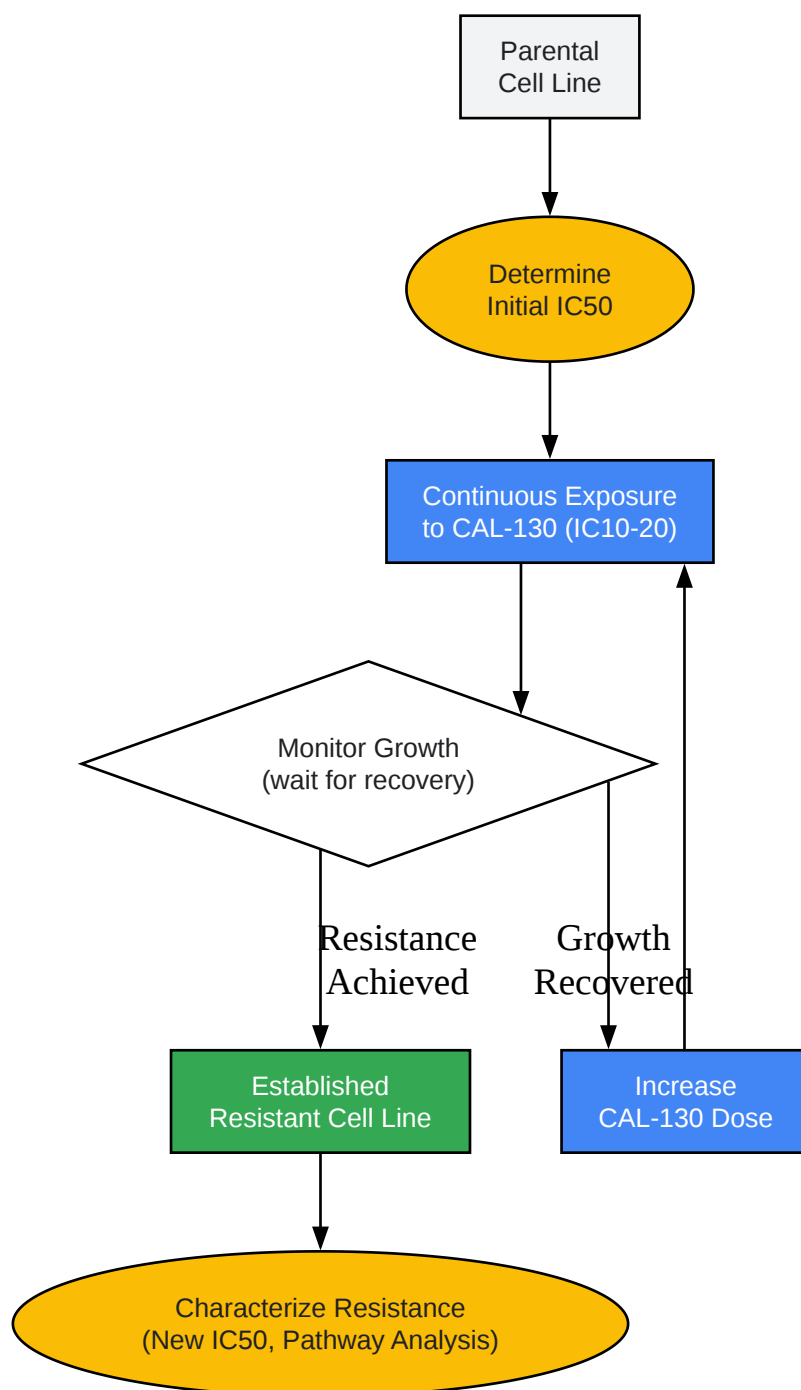 Parental
Cell Line
Determine
Initial IC50
Continuous Exposure
to CAL-130 (IC10-20)
Monitor Growth
(wait for recovery)
Resistance
Achieved
Growth
Recovered
Established
Resistant Cell Line
Increase
CAL-130 Dose
Characterize Resistance
(New IC50, Pathway Analysis)